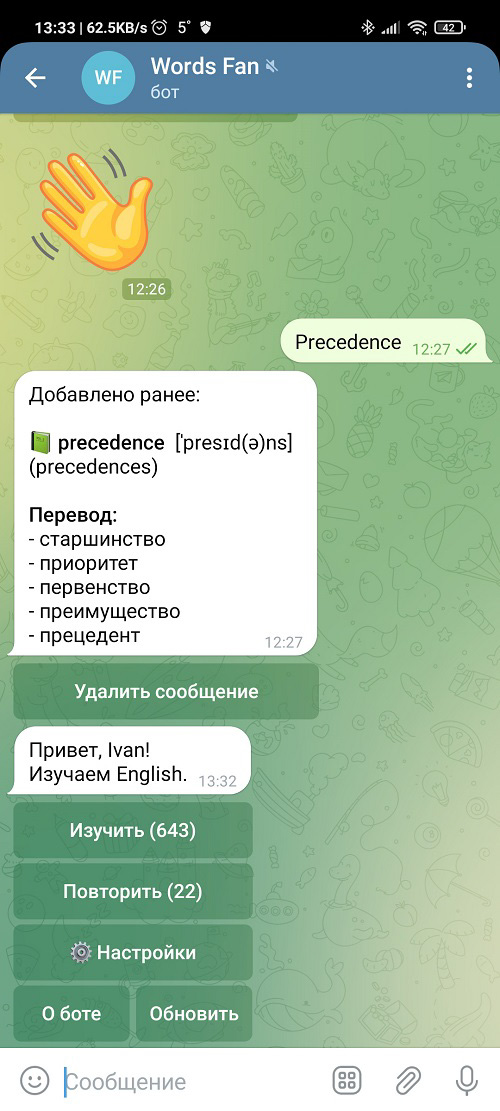 13:33 | 62.5KB/s 5°
42
WF
Words Fan
бот
12:26
Precedence 12:27
Добавлено ранее:
precedence ['presɪd(ə)ns]
(precedences)
Перевод:
- старшинство
- приоритет
- первенство
- преимущество
- прецедент
12:27
Удалить сообщение
Привет, Ivan!
Изучаем English. 13:32
Изучить (643)
Повторить (22)
Настройки
О боте
Обновить
Сообщение